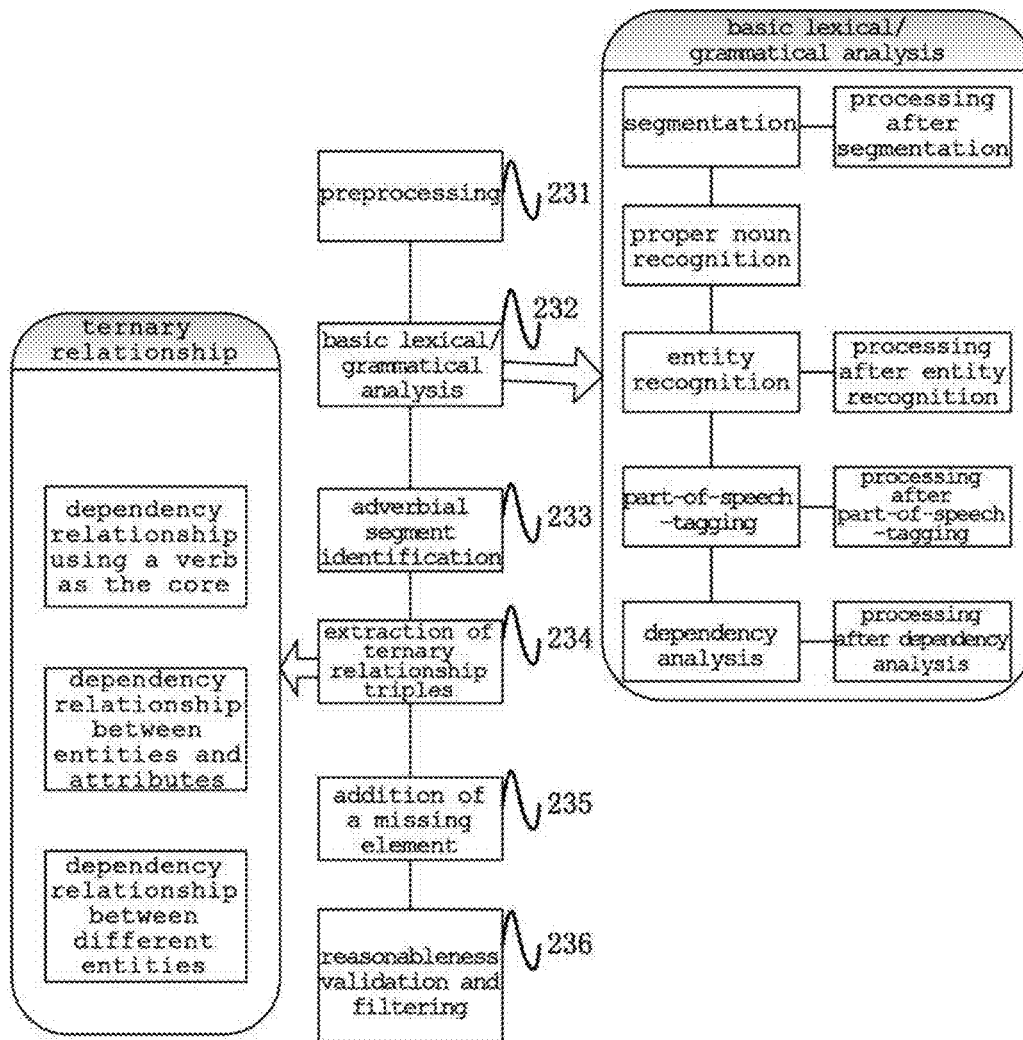 basic lexical/
grammatical analysis
segmentation
processing
after
segmentation
proper noun
recognition
entity
recognition
processing
after entity
recognition
part-of-speech
-tagging
processing
after
part-of-speech
-tagging
dependency
analysis
processing
after dependency
analysis
preprocessing
231
basic lexical/
grammatical
analysis
232
adverbial
segment
identification
233
extraction of
ternary
relationship
triples
234
addition of
a missing
element
235
reasonableness
validation and
filtering
236
ternary
relationship
dependency
relationship
using a verb
as the core
dependency
relationship
between
entities and
attributes
dependency
relationship
between
different
entities